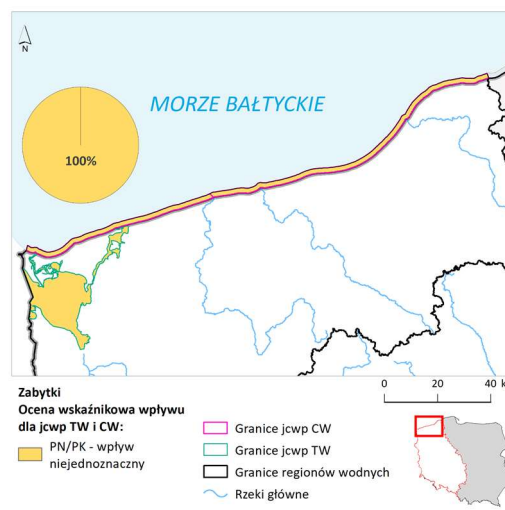 N
MORZE BAŁTYCKIE
100%
0 20 40 k
Zabytki
Ocena wskaźnikowa wpływu
dla jcwp TW i CW:
PN/PK - wpływ
niejednoznaczny
Granice jcwp CW
Granice jcwp TW
Granice regionów wodnych
Rzeki główne